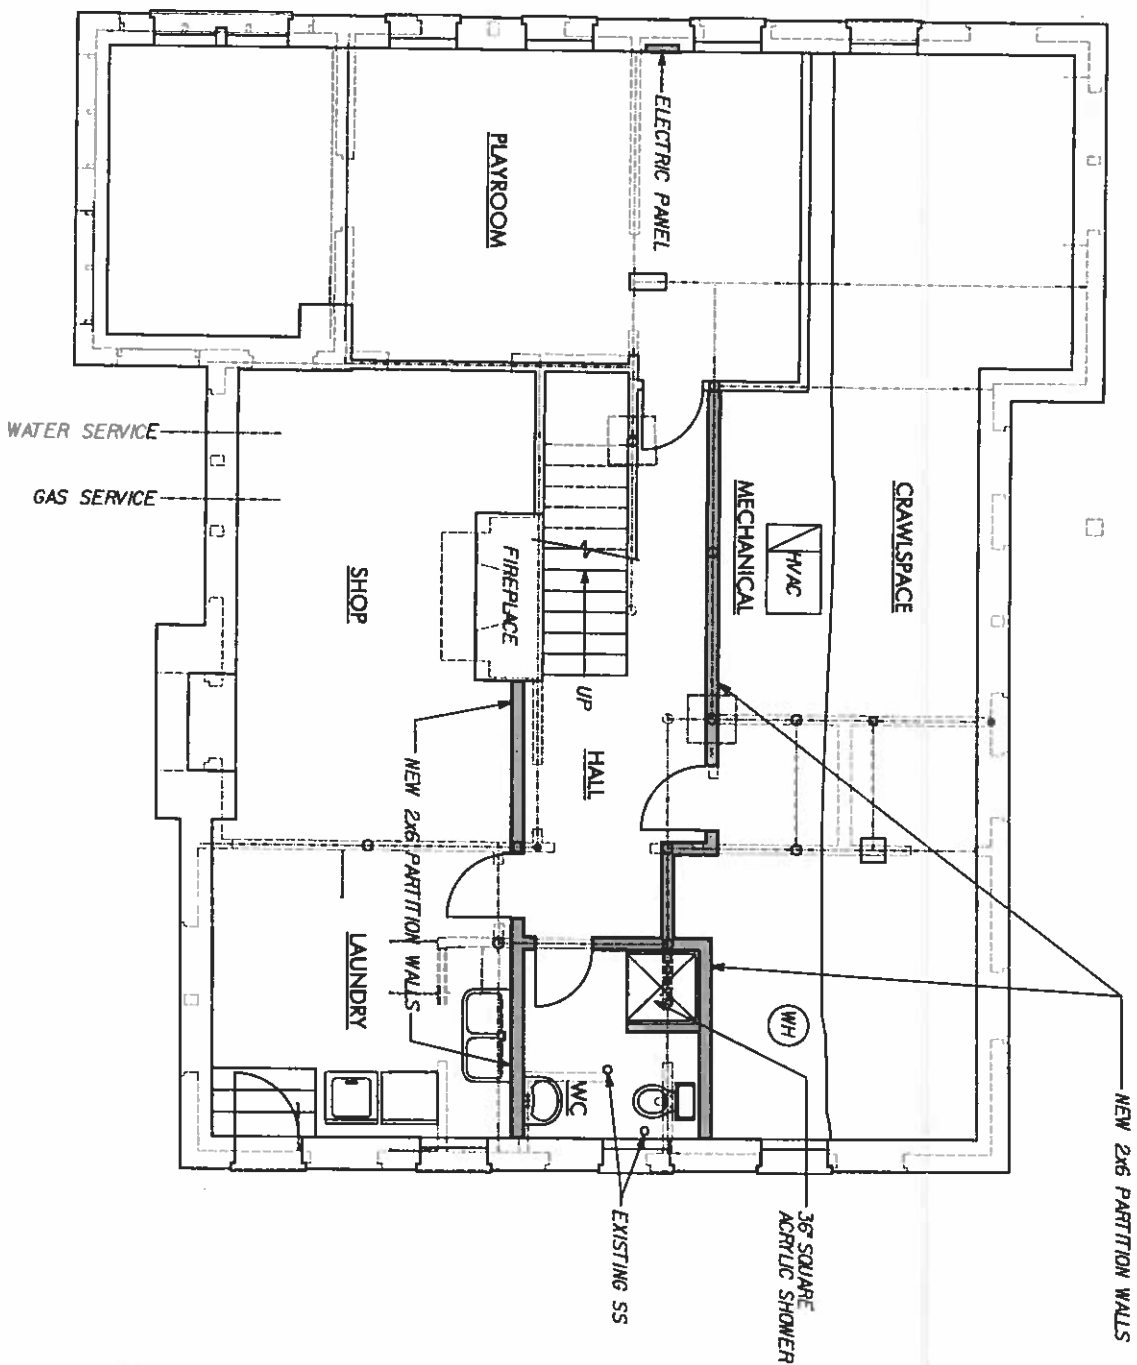 ELECTRIC PANEL
PLAYROOM
WATER SERVICE
GAS SERVICE
CRAWLSPACE
MECHANICAL
HVAC
FIREPLACE
SHOP
UP
HALL
NEW 2x6 PARTITION WALLS
LAUNDRY
WC
WH
EXISTING SS
36" SQUARE
ACRYLIC SHOWER
NEW 2x6 PARTITION WALLS